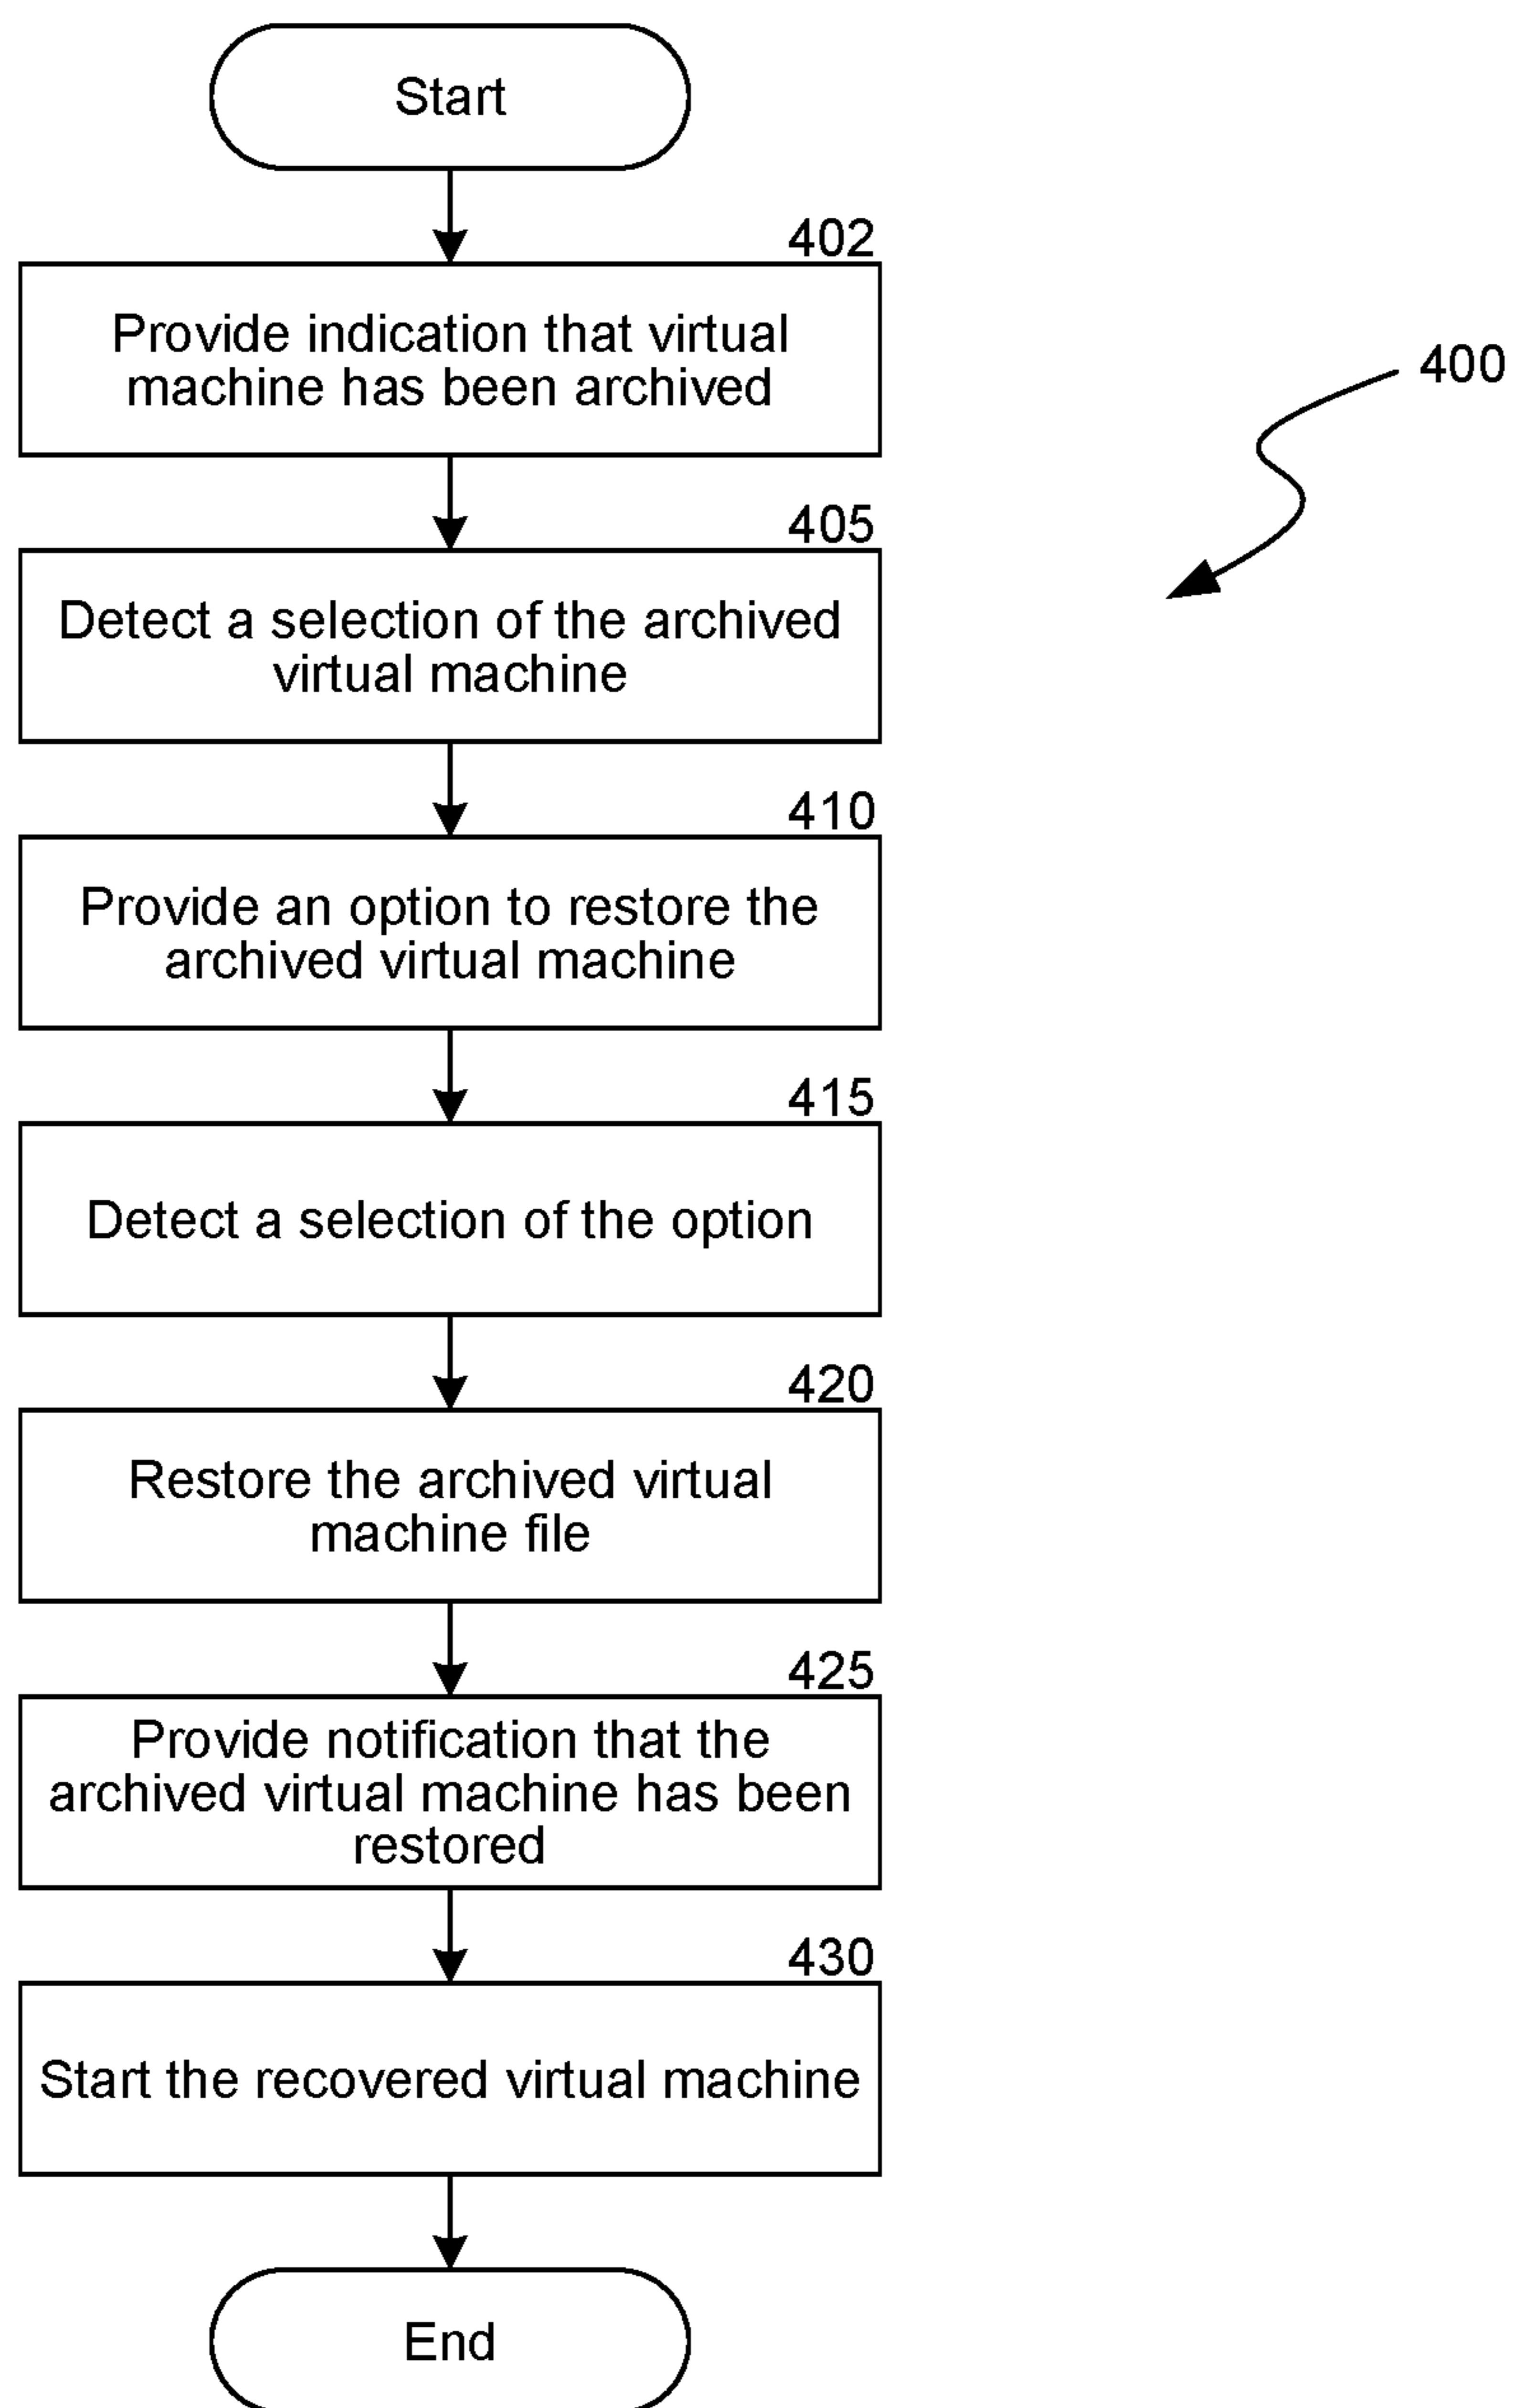 Start
402
Provide indication that virtual
machine has been archived
400
405
Detect a selection of the archived
virtual machine
410
Provide an option to restore the
archived virtual machine
415
Detect a selection of the option
420
Restore the archived virtual
machine file
425
Provide notification that the
archived virtual machine has been
restored
430
Start the recovered virtual machine
End